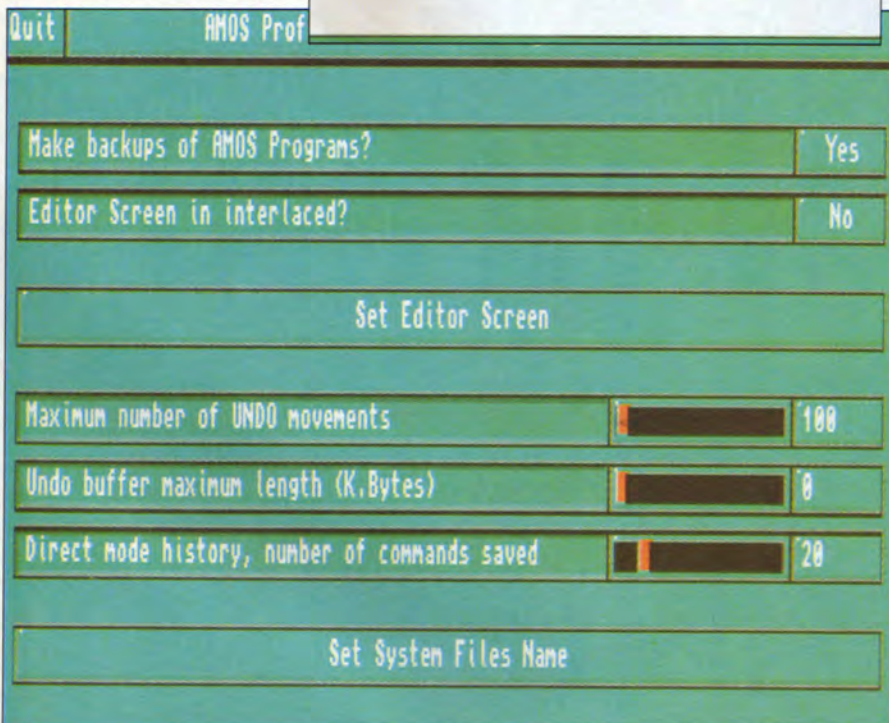 Quit
AMOS Prof
Make backups of AMOS Programs?
Yes
Editor Screen in interlaced?
No
Set Editor Screen
Maximum number of UNDO movements
100
Undo buffer maximum length (K.Bytes)
0
Direct mode history, number of commands saved
20
Set System Files Name